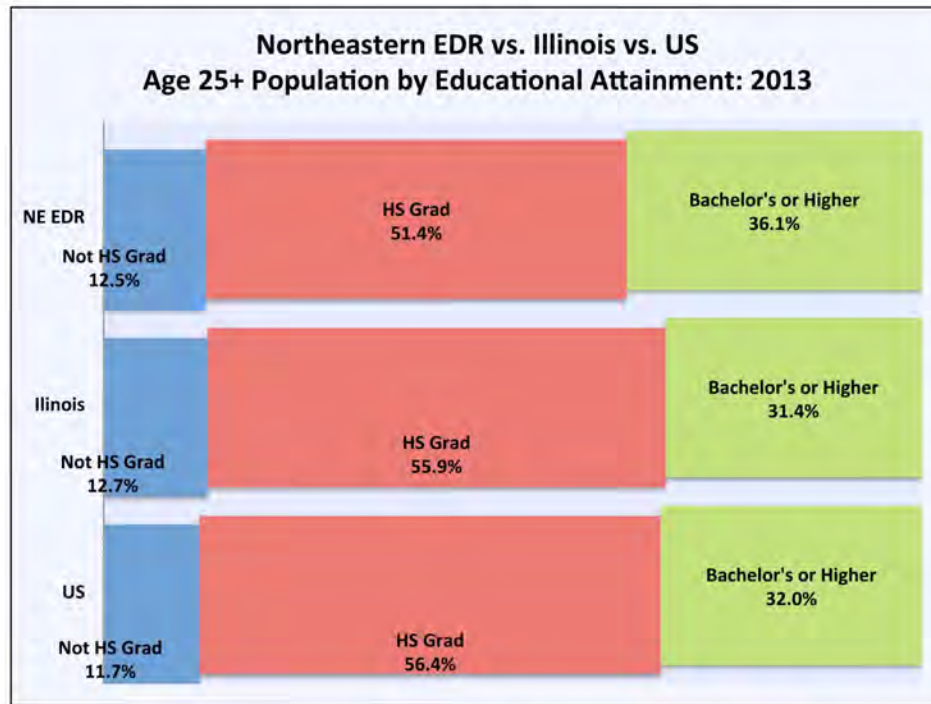 Northeastern EDR vs. Illinois vs. US
Age 25+ Population by Educational Attainment: 2013
NE EDR
Not HS Grad
12.5%
HS Grad
51.4%
Bachelor's or Higher
36.1%
Illinois
Not HS Grad
12.7%
HS Grad
55.9%
Bachelor's or Higher
31.4%
US
Not HS Grad
11.7%
HS Grad
56.4%
Bachelor's or Higher
32.0%